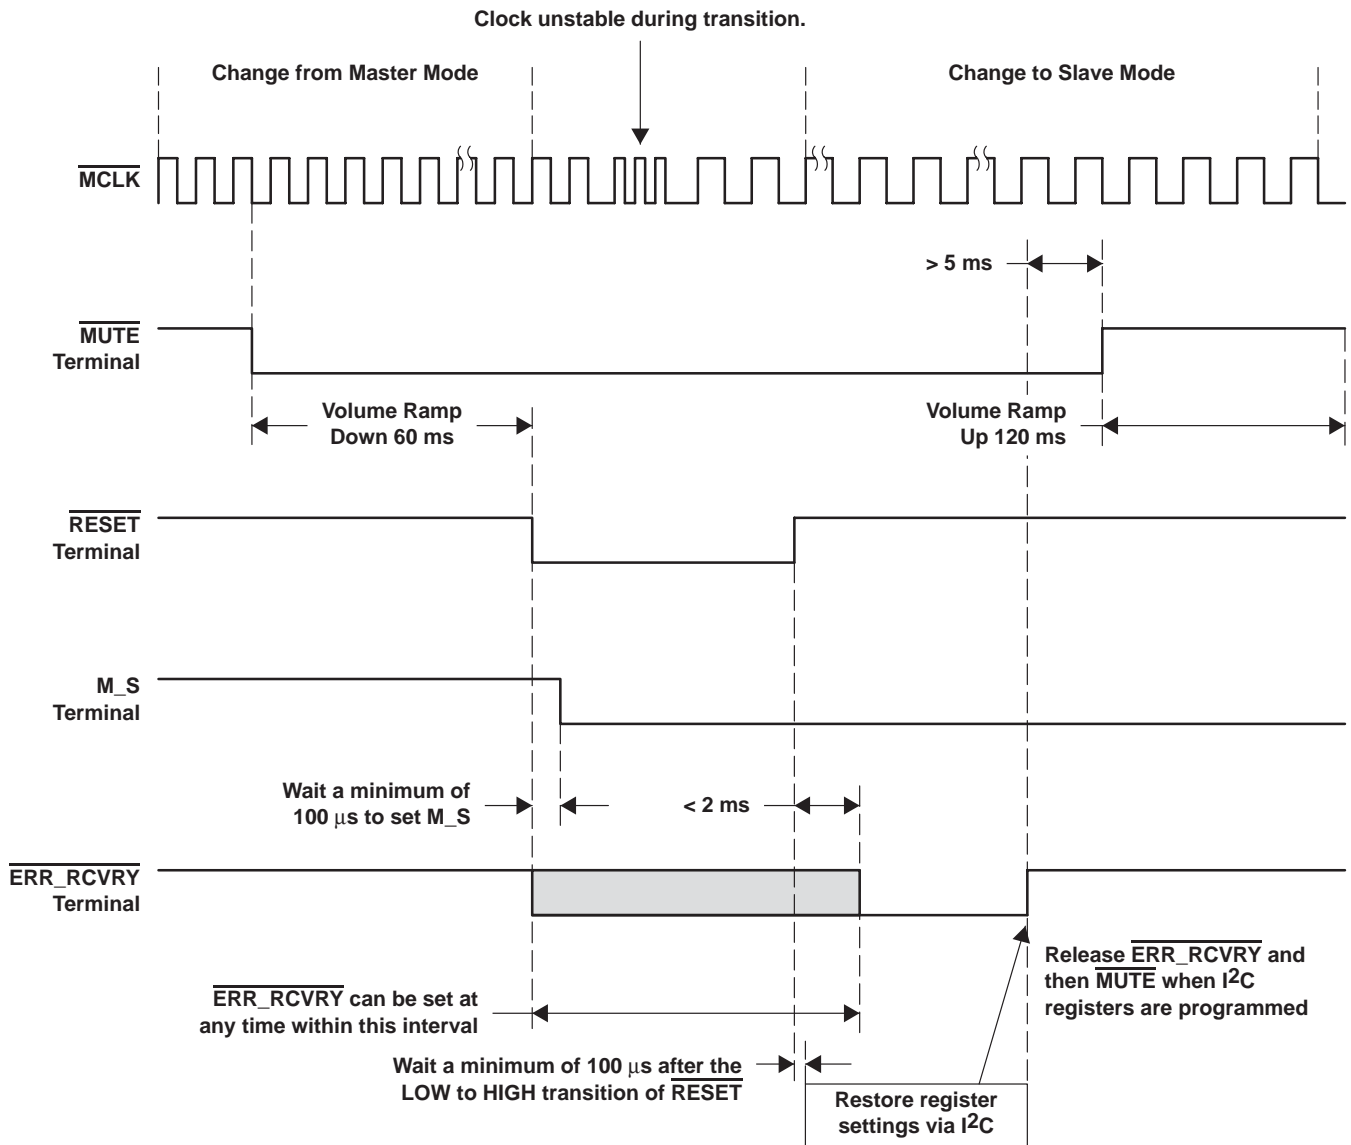 Clock unstable during transition.
Change from Master Mode
Change to Slave Mode
MCLK
> 5 ms
MUTE
Terminal
Volume Ramp
Down 60 ms
Volume Ramp
Up 120 ms
RESET
Terminal
M_S
Terminal
Wait a minimum of
100 μs to set M_S
< 2 ms
ERR_RCVRY
Terminal
ERR_RCVRY can be set at
any time within this interval
Release ERR_RCVRY and
then MUTE when I2C
registers are programmed
Wait a minimum of 100 μs after the
LOW to HIGH transition of RESET
Restore register
settings via I2C